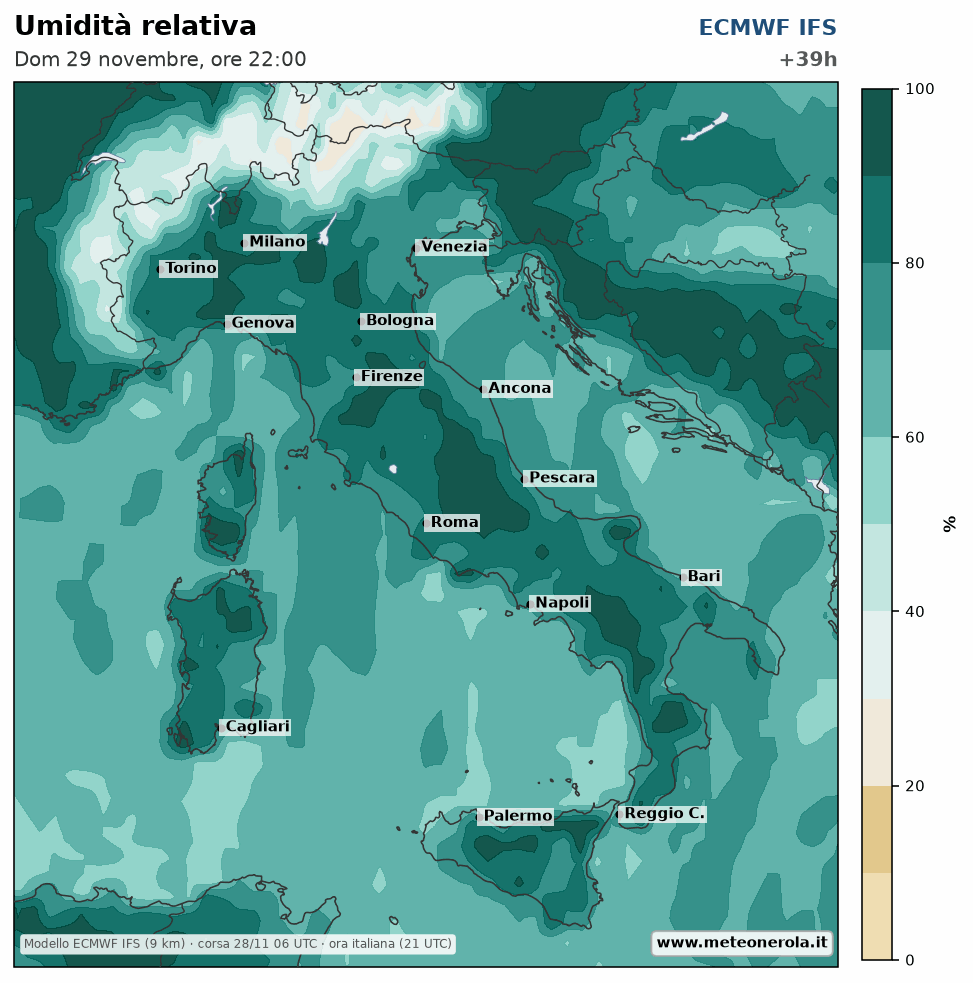 Umidità relativa
ECMWF IFS
Dom 29 novembre, ore 22:00
+39h
100
80
60
40
20
0
%
Milano
Venezia
Torino
Genova
Bologna
Firenze
Ancona
Pescara
Roma
Bari
Napoli
Cagliari
Palermo
Reggio C.
Modello ECMWF IFS (9 km) · corsa 28/11 06 UTC · ora italiana (21 UTC)
www.meteonerola.it